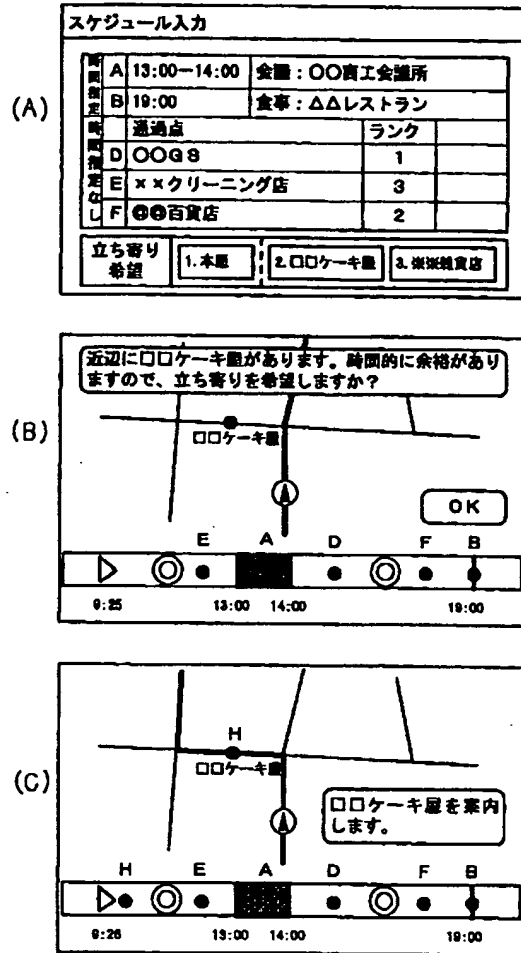 (A)
スケジュール入力
時間指定 A 13:00－14:00 会議：〇〇商工会議所
B 19:00 食事：△△レストラン
時間指定なし 通過点 ランク
D 〇〇GS 1
E ××クリーニング店 3
F ◎◎百貨店 2
立ち寄り希望 1.本屋 2.□□ケーキ屋 3.※※雑貨店
(B)
近辺に□□ケーキ屋があります。時間的に余裕があり
ますので、立ち寄りを希望しますか？
□□ケーキ屋
OK
E A D F B
9:25 13:00 14:00 19:00
(C)
H
□□ケーキ屋
□□ケーキ屋を案内
します。
H E A D F B
9:26 13:00 14:00 19:00